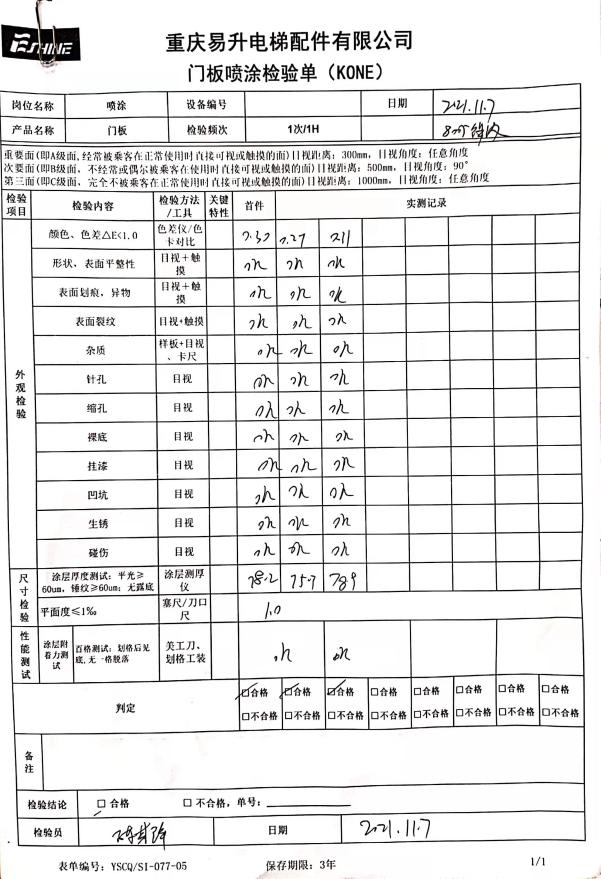 ESHINE
重庆易升电梯配件有限公司
门板喷涂检验单（KONE）
岗位名称 喷涂 设备编号 日期 2021.11.7
产品名称 门板 检验频次 1次/1H
重要面(即A级面,经常被乘客在正常使用时直接可视或触摸的面)目视距离：300mm，目视角度：任意角度
次要面(即B级面，不经常或偶尔被乘客在使用时直接可视或触摸的面)目视距离：500mm，目视角度：90°
第三面(即C级面，完全不被乘客在正常使用时直接可视或触摸的面)目视距离：1000mm，目视角度：任意角度
检验项目 检验内容 检验方法/工具 关键特性 首件 实测记录
外观检验
颜色、色差△E<1.0 色差仪/色卡对比
形状，表面平整性 目视＋触摸 ok ok ok
表面划痕，异物 目视＋触摸 ok ok ok
表面裂纹 目视+触摸 ok ok ok
杂质 样板+目视、卡尺 ok ok ok
针孔 目视 ok ok ok
缩孔 目视 ok ok ok
裸底 目视 ok ok ok
挂漆 目视 ok ok ok
凹坑 目视 ok ok ok
生锈 目视 ok ok ok
碰伤 目视 ok ok ok
尺寸检验
涂层厚度测试：平光≥60um，锤纹≥60um；无露底 涂层测厚仪 78.2 75.7 78.9
平面度≤1‰ 塞尺/刀口尺 1.0
性能测试
涂层附着力测试 百格测试：划格后见底,无一格脱落 美工刀、划格工装 ok ok
判定 ☑合格 ☑合格 ☑合格 □合格 □合格 □合格 □合格 □合格
□不合格 □不合格 □不合格 □不合格 □不合格 □不合格 □不合格 □不合格
备注
检验结论 □ 合格 □ 不合格，单号：
检验员 日期 2021.11.7
表单编号：YSCQ/SI-077-05 保存期限：3年 1/1